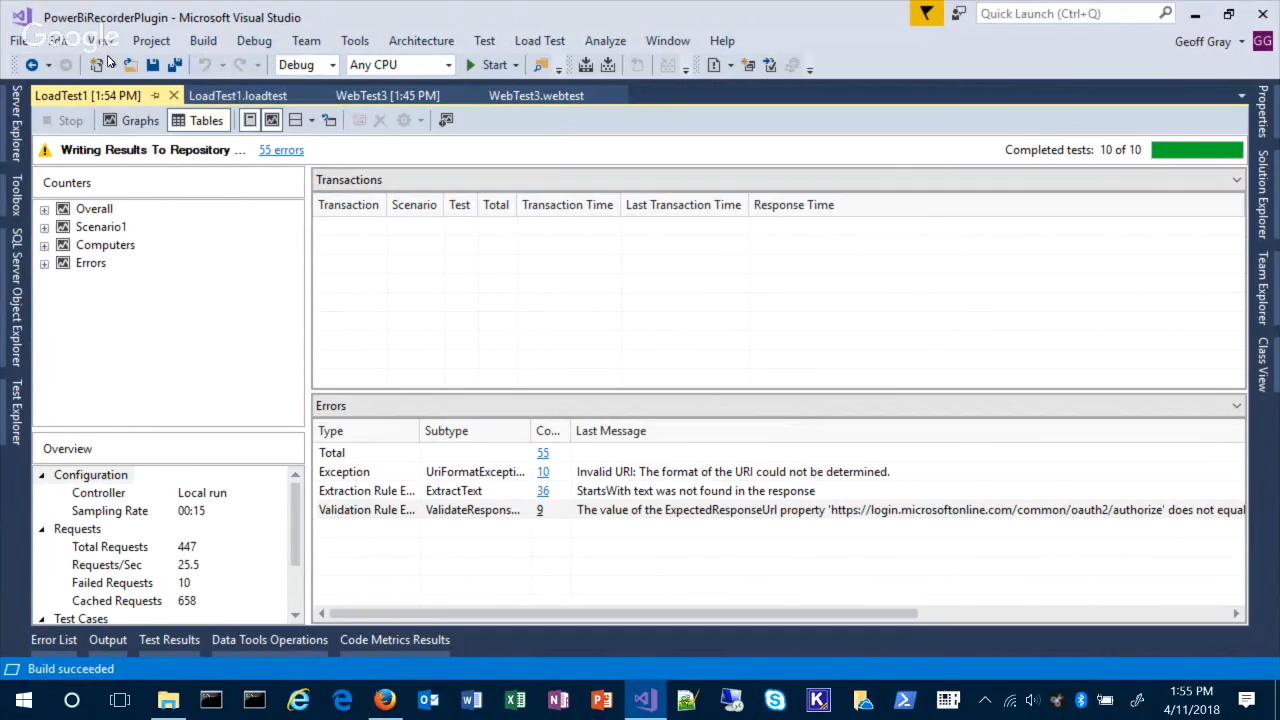 PowerBiRecorderPlugin - Microsoft Visual Studio
Quick Launch (Ctrl+Q)
Google
File Edit View Project Build Debug Team Tools Architecture Test Load Test Analyze Window Help
Geoff Gray GG
Debug Any CPU Start
LoadTest1 [1:54 PM] LoadTest1.loadtest WebTest3 [1:45 PM] WebTest3.webtest
Stop Graphs Tables
Writing Results To Repository ... 55 errors Completed tests: 10 of 10
Counters
Overall
Scenario1
Computers
Errors
Transactions
Transaction Scenario Test Total Transaction Time Last Transaction Time Response Time
Errors
Type Subtype Co... Last Message
Total 55
Exception UriFormatExcepti... 10 Invalid URI: The format of the URI could not be determined.
Extraction Rule E... ExtractText 36 StartsWith text was not found in the response
Validation Rule E... ValidateRespons... 9 The value of the ExpectedResponseUrl property 'https://login.microsoftonline.com/common/oauth2/authorize' does not equal
Overview
Configuration
Controller Local run
Sampling Rate 00:15
Requests
Total Requests 447
Requests/Sec 25.5
Failed Requests 10
Cached Requests 658
Test Cases
Server Explorer
Toolbox
SQL Server Object Explorer
Test Explorer
Properties
Solution Explorer
Team Explorer
Class View
Error List Output Test Results Data Tools Operations Code Metrics Results
Build succeeded
1:55 PM
4/11/2018